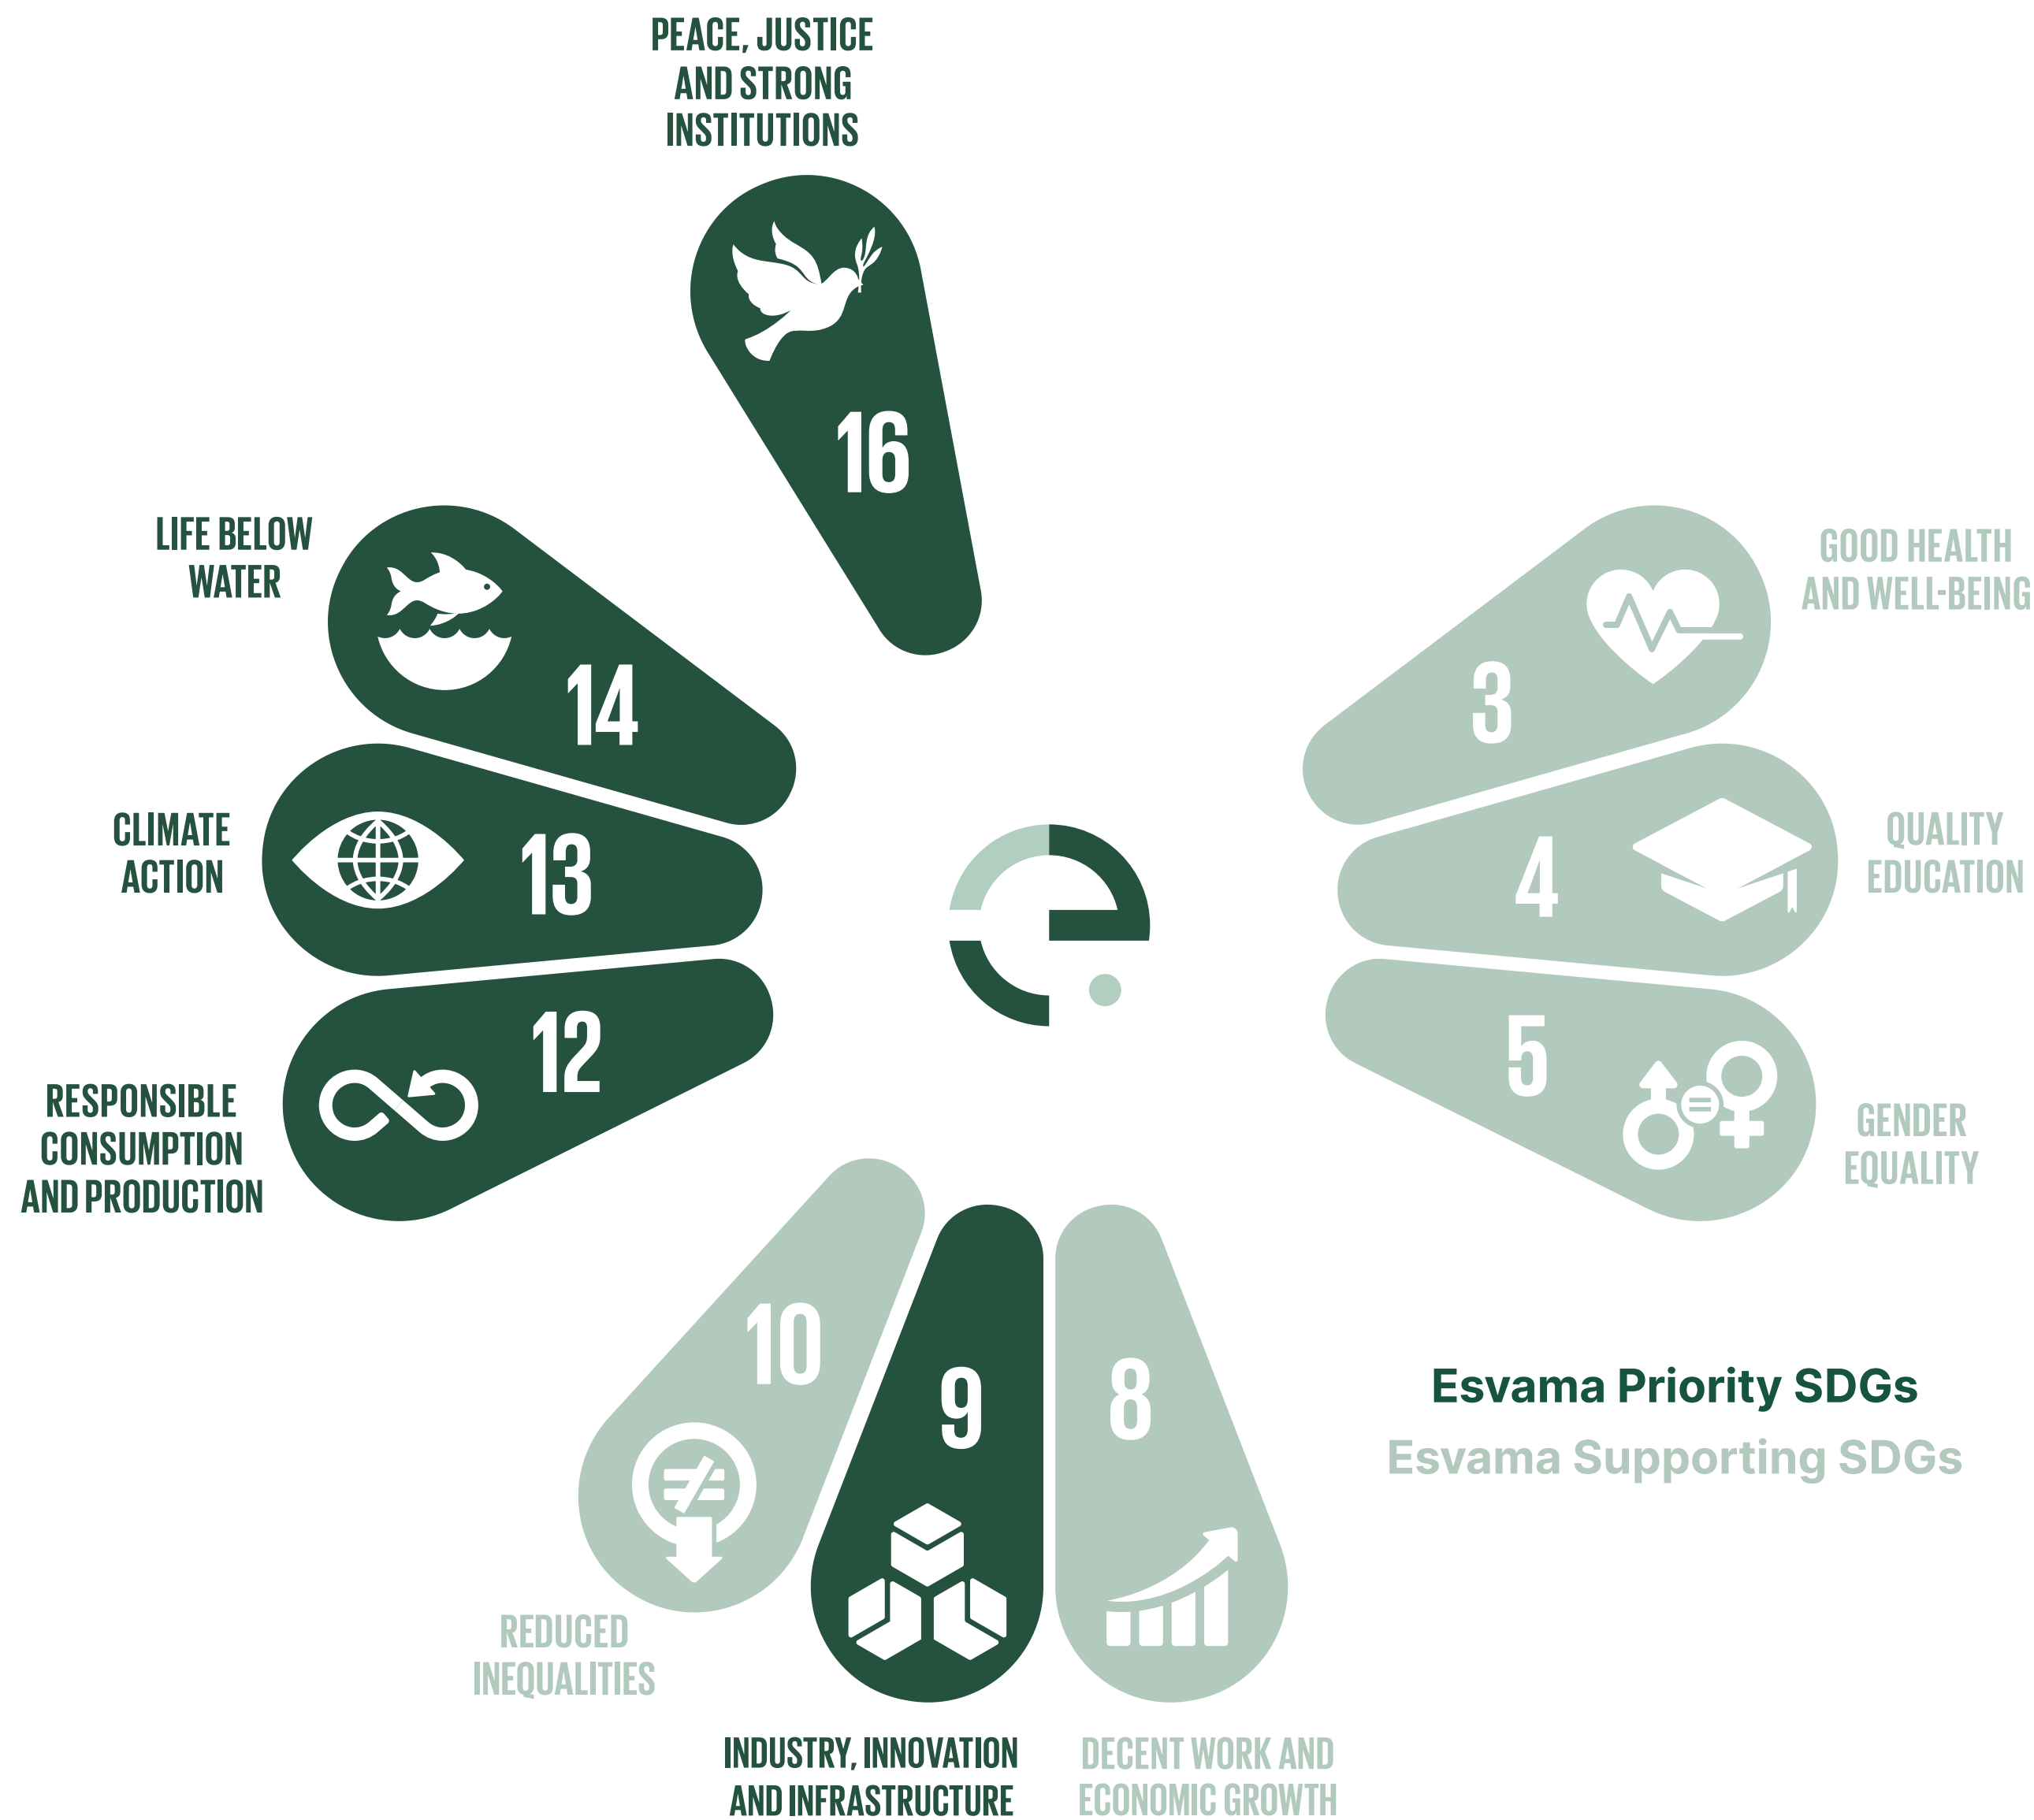 PEACE, JUSTICE
AND STRONG
INSTITUTIONS
16
LIFE BELOW
WATER
14
GOOD HEALTH
AND WELL-BEING
3
CLIMATE
ACTION
13
QUALITY
EDUCATION
4
RESPONSIBLE
CONSUMPTION
AND PRODUCTION
12
GENDER
EQUALITY
5
10
REDUCED
INEQUALITIES
9
INDUSTRY, INNOVATION
AND INFRASTRUCTURE
8
DECENT WORK AND
ECONOMIC GROWTH
Esvama Priority SDGs
Esvama Supporting SDGs